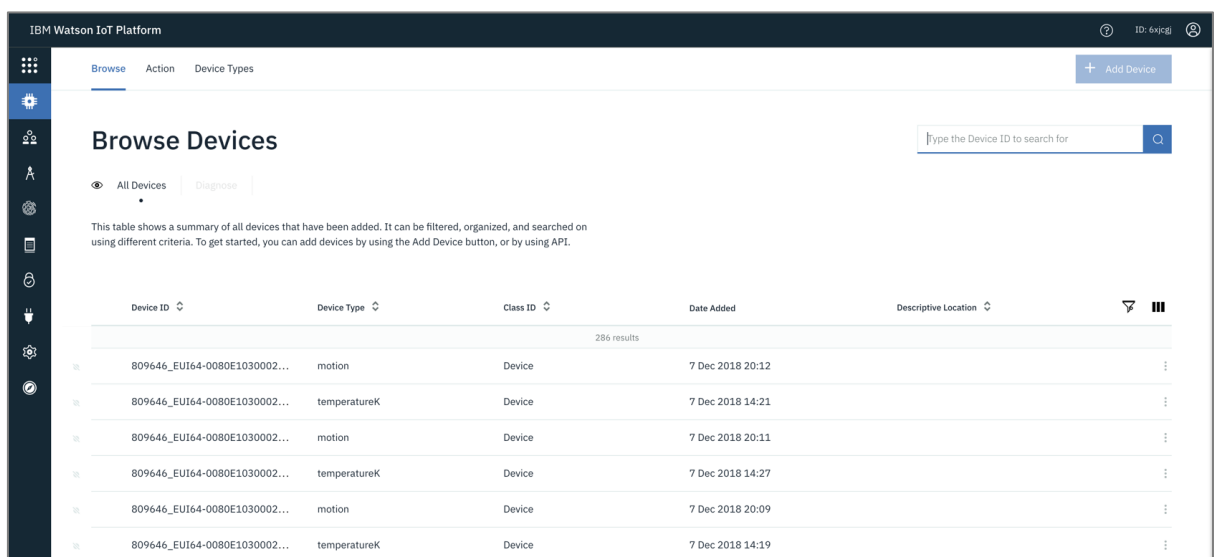 IBM Watson IoT Platform
ID: 6xjcgj
Browse Action Device Types
+ Add Device
Browse Devices
Type the Device ID to search for
All Devices Diagnose
This table shows a summary of all devices that have been added. It can be filtered, organized, and searched on
using different criteria. To get started, you can add devices by using the Add Device button, or by using API.
Device ID Device Type Class ID Date Added Descriptive Location
286 results
809646_EUI64-0080E1030002... motion Device 7 Dec 2018 20:12
809646_EUI64-0080E1030002... temperatureK Device 7 Dec 2018 14:21
809646_EUI64-0080E1030002... motion Device 7 Dec 2018 20:11
809646_EUI64-0080E1030002... temperatureK Device 7 Dec 2018 14:27
809646_EUI64-0080E1030002... motion Device 7 Dec 2018 20:09
809646_EUI64-0080E1030002... temperatureK Device 7 Dec 2018 14:19